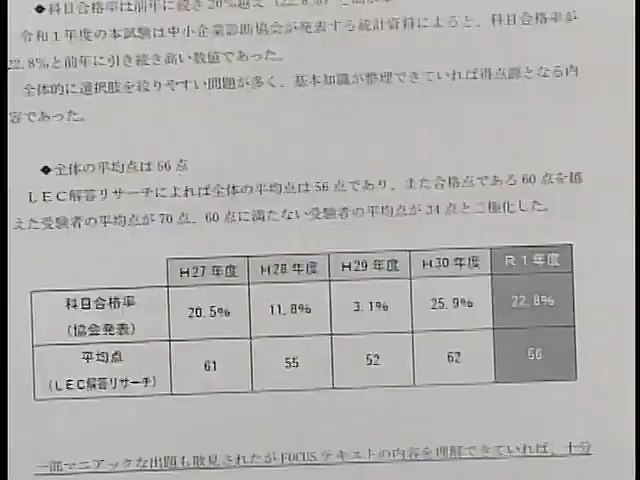 ◆科目合格率は前年に続き20%越え(22.8%)
令和1年度の本試験は中小企業診断協会が発表する統計資料によると、科目合格率が
22.8%と前年に引き続き高い数値であった。
全体的に選択肢を絞りやすい問題が多く、基本知識が整理できていれば得点源となる内
容であった。
◆全体の平均点は56点
LEC解答リサーチによれば全体の平均点は56点であり、また合格点である60点を越
えた受験者の平均点が70点、60点に満たない受験者の平均点が34点と二極化した。
H27年度 H28年度 H29年度 H30年度 R1年度
科目合格率
(協会発表) 20.5% 11.8% 3.1% 25.9% 22.8%
平均点
(LEC解答リサーチ) 61 55 52 62 56
一部マニアックな出題も散見されたがFOCUSテキストの内容を理解できていれば、十分